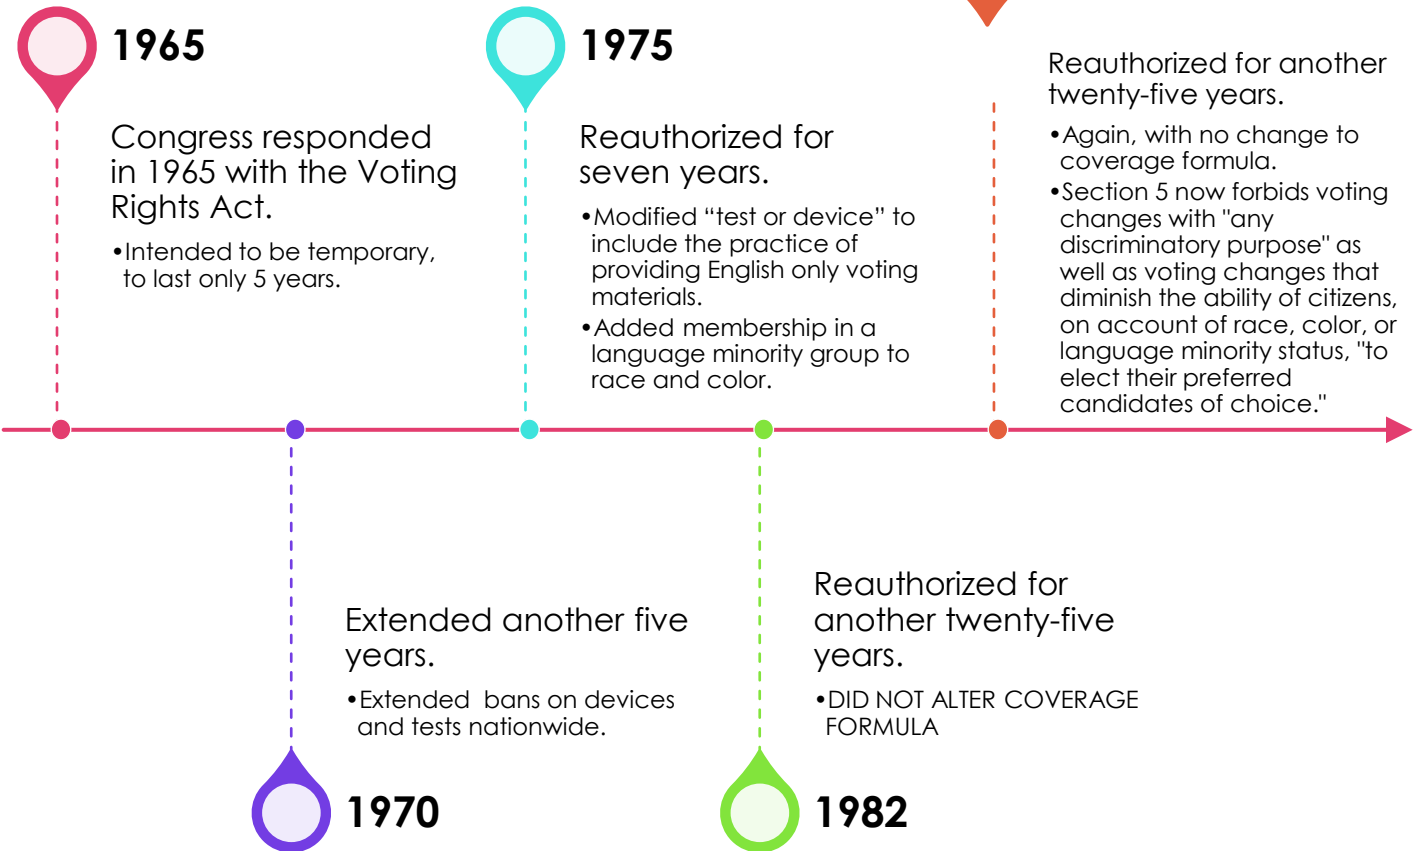 1965
Congress responded
in 1965 with the Voting
Rights Act.
•Intended to be temporary,
to last only 5 years.
1970
Extended another five
years.
•Extended bans on devices
and tests nationwide.
1975
Reauthorized for
seven years.
•Modified “test or device” to
include the practice of
providing English only voting
materials.
•Added membership in a
language minority group to
race and color.
1982
Reauthorized for
another twenty-five
years.
•DID NOT ALTER COVERAGE
FORMULA
Reauthorized for another
twenty-five years.
•Again, with no change to
coverage formula.
•Section 5 now forbids voting
changes with "any
discriminatory purpose" as
well as voting changes that
diminish the ability of citizens,
on account of race, color, or
language minority status, "to
elect their preferred
candidates of choice."